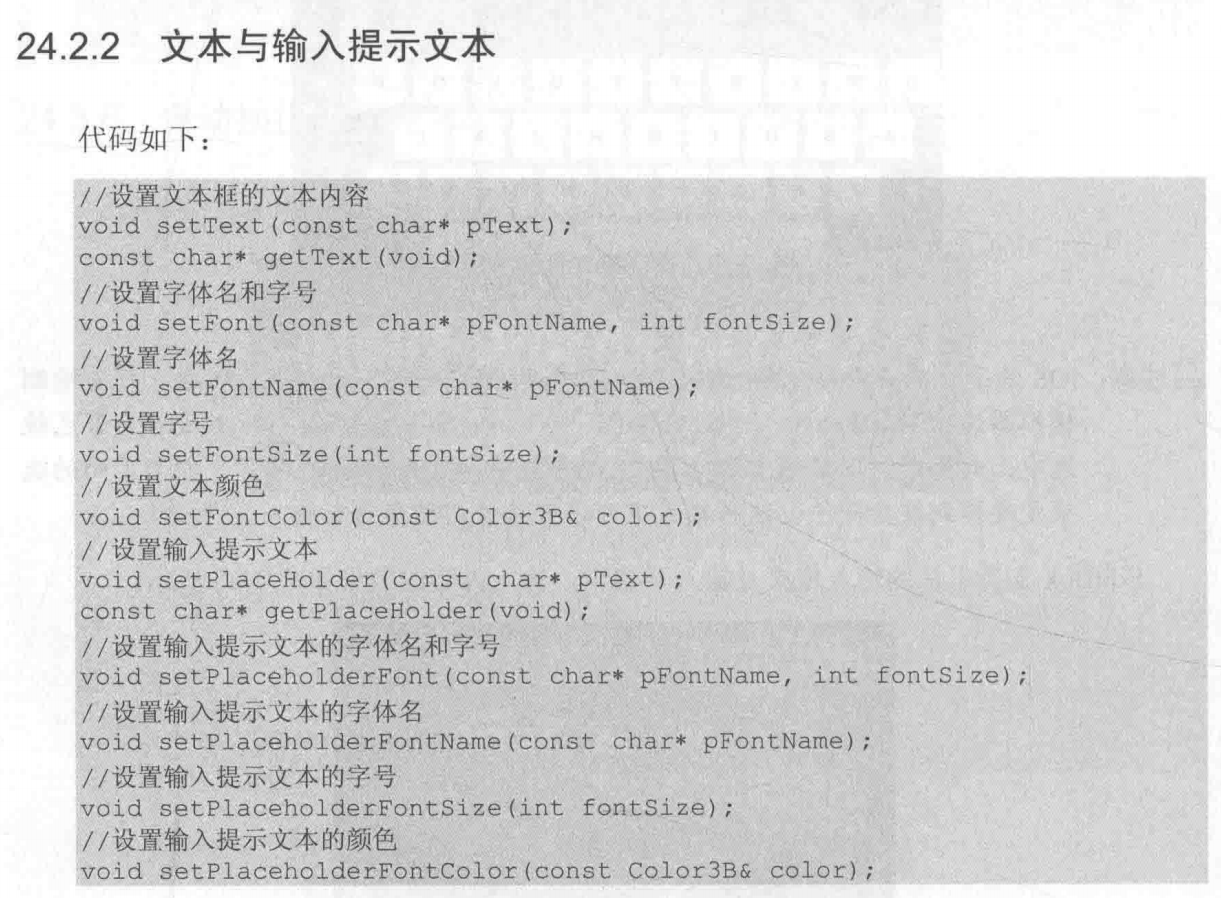 24.2.2 文本与输入提示文本
代码如下：
//设置文本框的文本内容
void setText(const char* pText);
const char* getText(void);
//设置字体名和字号
void setFont(const char* pFontName, int fontSize);
//设置字体名
void setFontName(const char* pFontName);
//设置字号
void setFontSize(int fontSize);
//设置文本颜色
void setFontColor(const Color3B& color);
//设置输入提示文本
void setPlaceHolder(const char* pText);
const char* getPlaceHolder(void);
//设置输入提示文本的字体名和字号
void setPlaceholderFont(const char* pFontName, int fontSize);
//设置输入提示文本的字体名
void setPlaceholderFontName(const char* pFontName);
//设置输入提示文本的字号
void setPlaceholderFontSize(int fontSize);
//设置输入提示文本的颜色
void setPlaceholderFontColor(const Color3B& color);